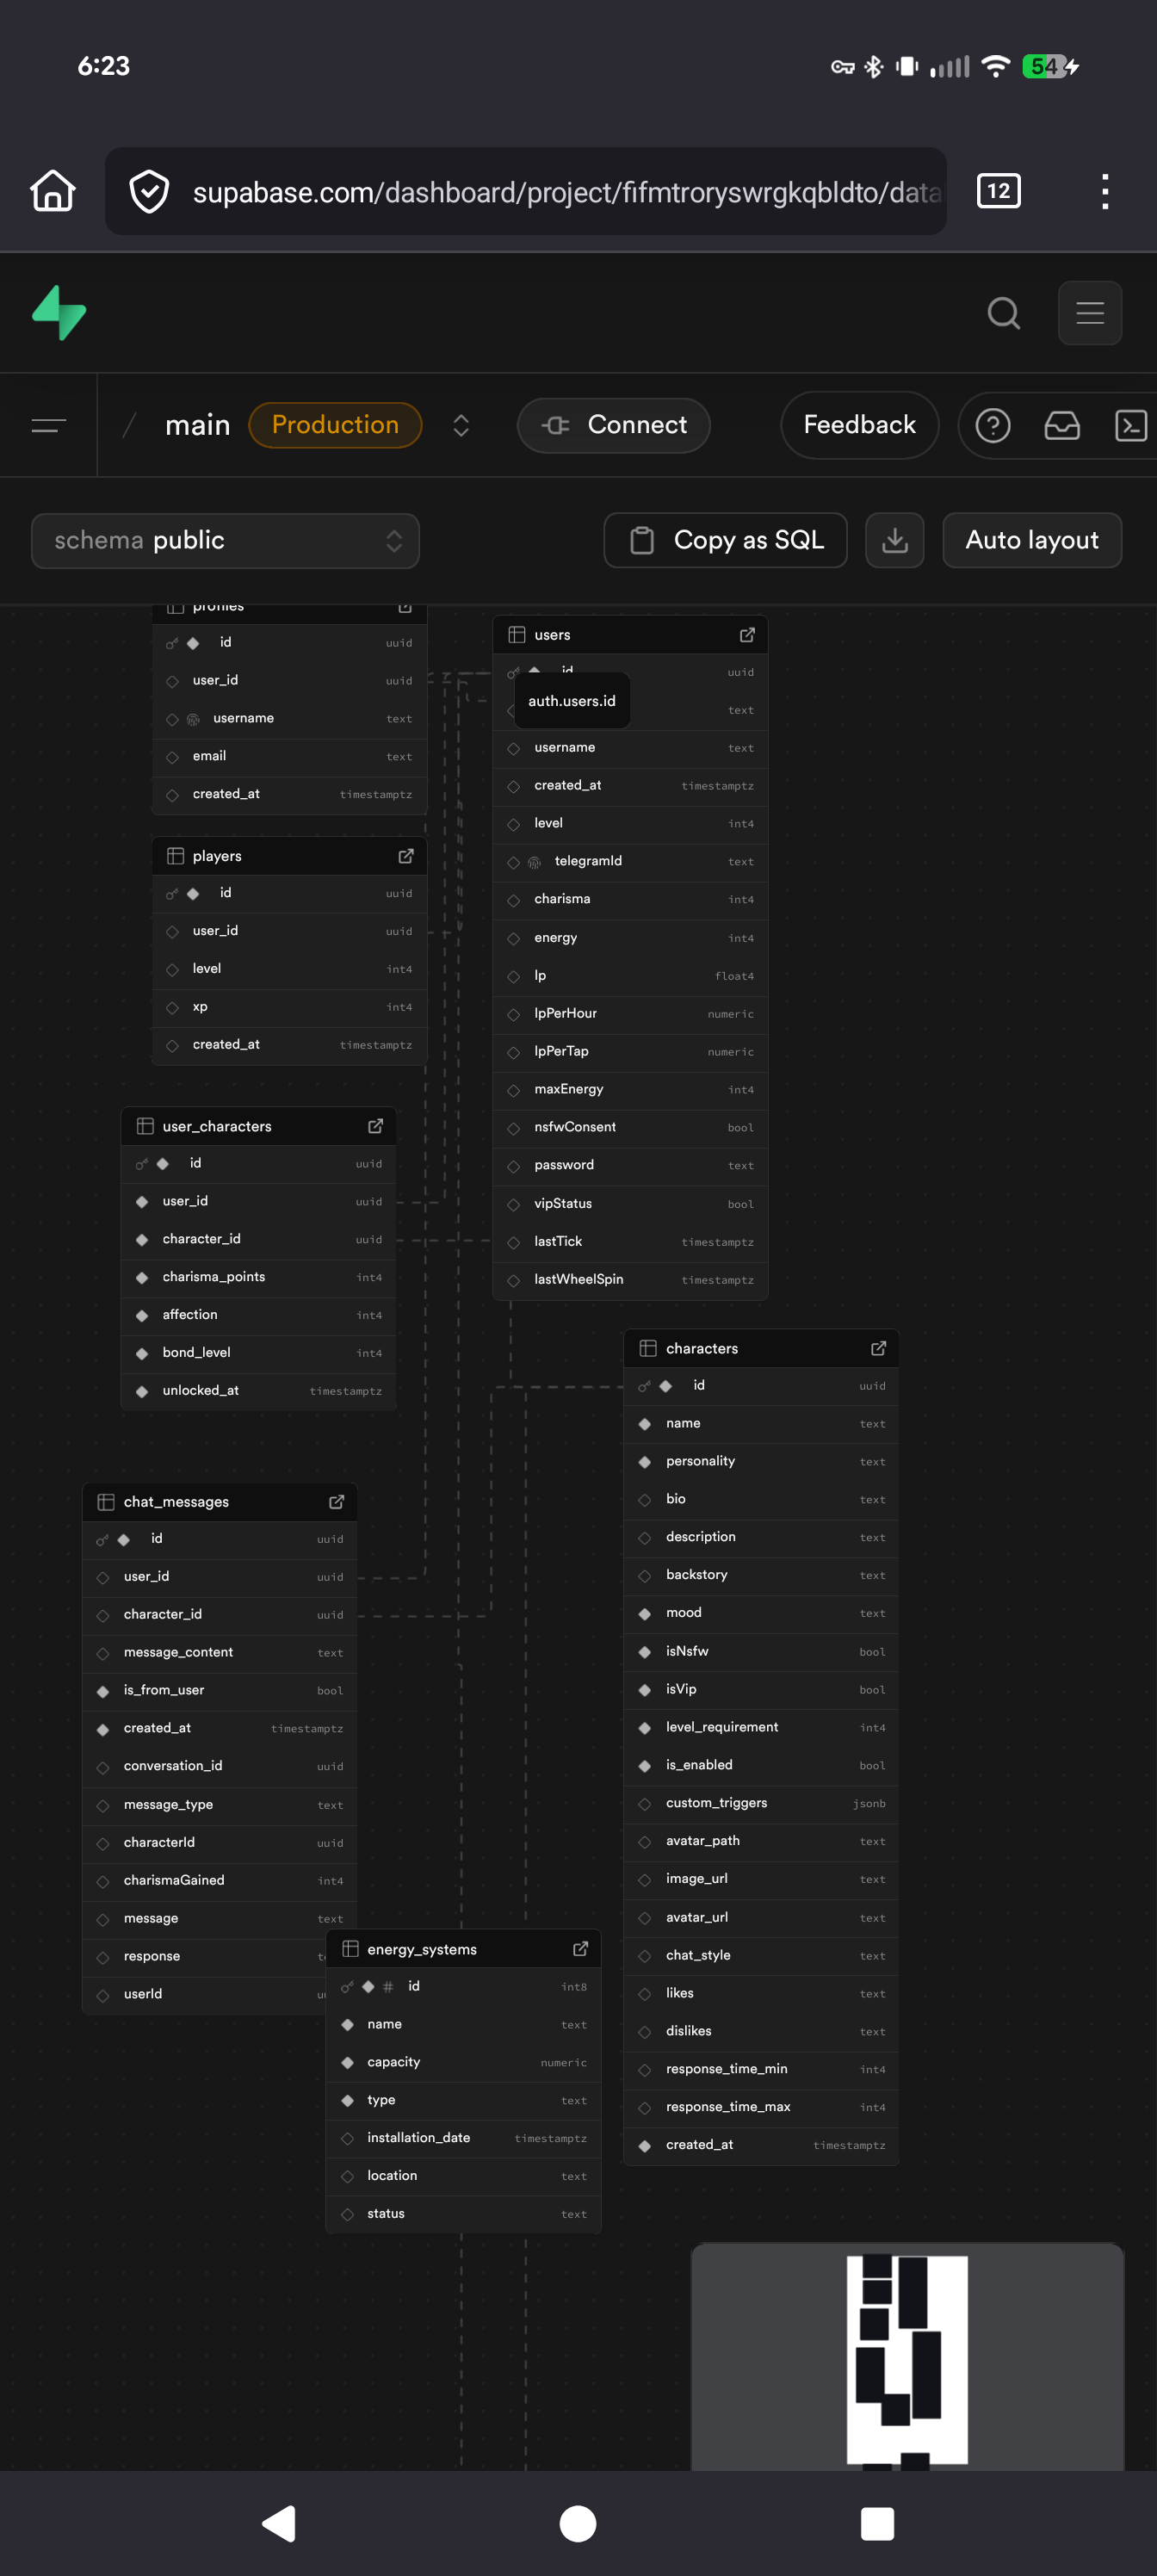 6:23
54
supabase.com/dashboard/project/fifmtroryswrgkqbldto/data
12
/ main Production Connect Feedback
schema public Copy as SQL Auto layout
profiles
id uuid
user_id uuid
username text
email text
created_at timestamptz
users
id uuid
auth.users.id
text
username text
created_at timestamptz
level int4
telegramId text
charisma int4
energy int4
lp float4
lpPerHour numeric
lpPerTap numeric
maxEnergy int4
nsfwConsent bool
password text
vipStatus bool
lastTick timestamptz
lastWheelSpin timestamptz
players
id uuid
user_id uuid
level int4
xp int4
created_at timestamptz
user_characters
id uuid
user_id uuid
character_id uuid
charisma_points int4
affection int4
bond_level int4
unlocked_at timestamptz
characters
id uuid
name text
personality text
bio text
description text
backstory text
mood text
isNsfw bool
isVip bool
level_requirement int4
is_enabled bool
custom_triggers jsonb
avatar_path text
image_url text
avatar_url text
chat_style text
likes text
dislikes text
response_time_min int4
response_time_max int4
created_at timestamptz
chat_messages
id uuid
user_id uuid
character_id uuid
message_content text
is_from_user bool
created_at timestamptz
conversation_id uuid
message_type text
characterId uuid
charismaGained int4
message text
response
userId
energy_systems
# id int8
name text
capacity numeric
type text
installation_date timestamptz
location text
status text